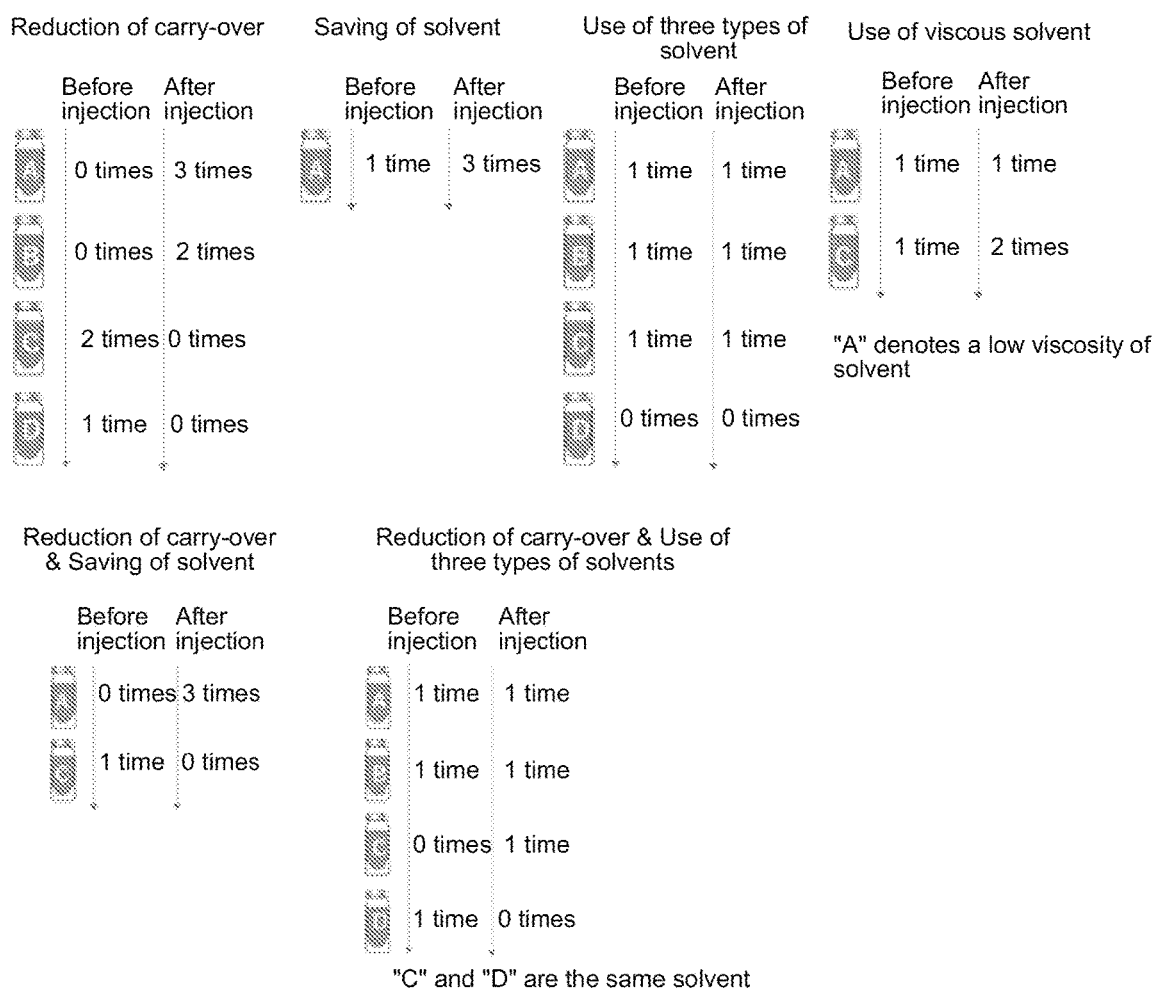 Reduction of carry-over
Before After
injection injection
A 0 times 3 times
B 0 times 2 times
C 2 times 0 times
D 1 time 0 times
Saving of solvent
Before After
injection injection
A 1 time 3 times
Use of three types of
solvent
Before After
injection injection
A 1 time 1 time
B 1 time 1 time
1 time 1 time
D 0 times 0 times
Use of viscous solvent
Before After
injection injection
A 1 time 1 time
C 1 time 2 times
"A" denotes a low viscosity of
solvent
Reduction of carry-over
& Saving of solvent
Before After
injection injection
A 0 times 3 times
C 1 time 0 times
Reduction of carry-over & Use of
three types of solvents
Before After
injection injection
A 1 time 1 time
1 time 1 time
0 times 1 time
1 time 0 times
"C" and "D" are the same solvent